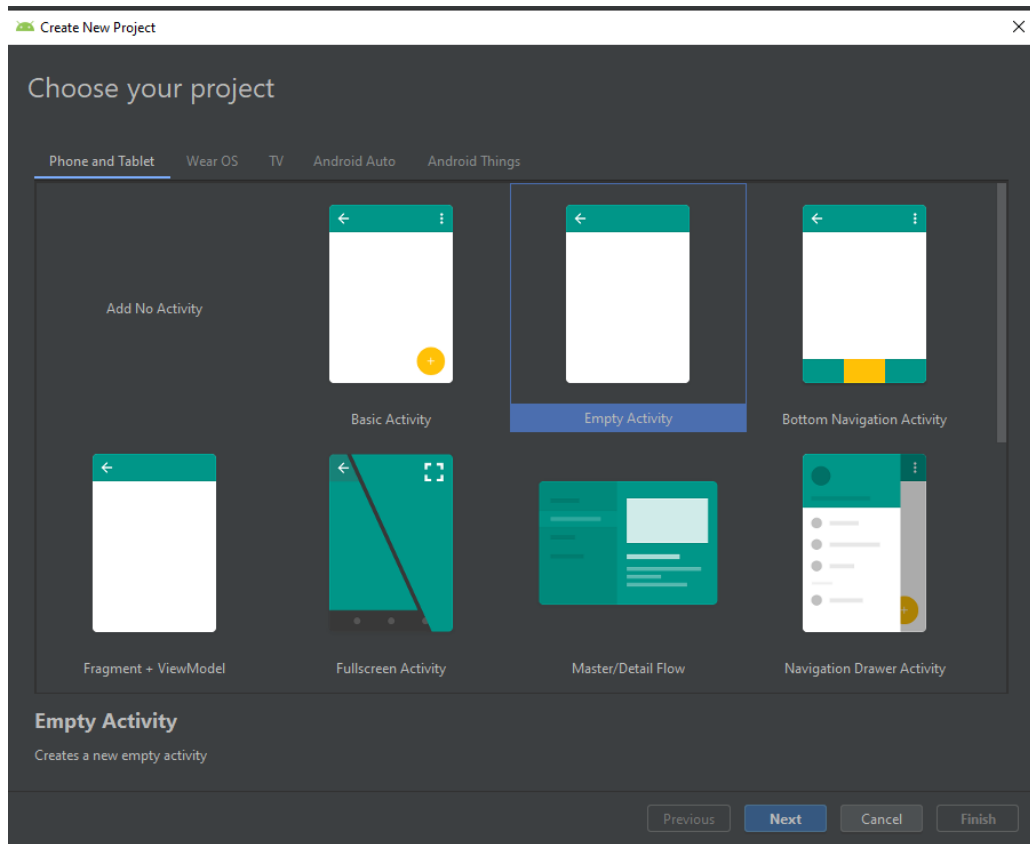 Create New Project
Choose your project
Phone and Tablet Wear OS TV Android Auto Android Things
Add No Activity
Basic Activity
Empty Activity
Bottom Navigation Activity
Fragment + ViewModel
Fullscreen Activity
Master/Detail Flow
Navigation Drawer Activity
Empty Activity
Creates a new empty activity
Previous Next Cancel Finish